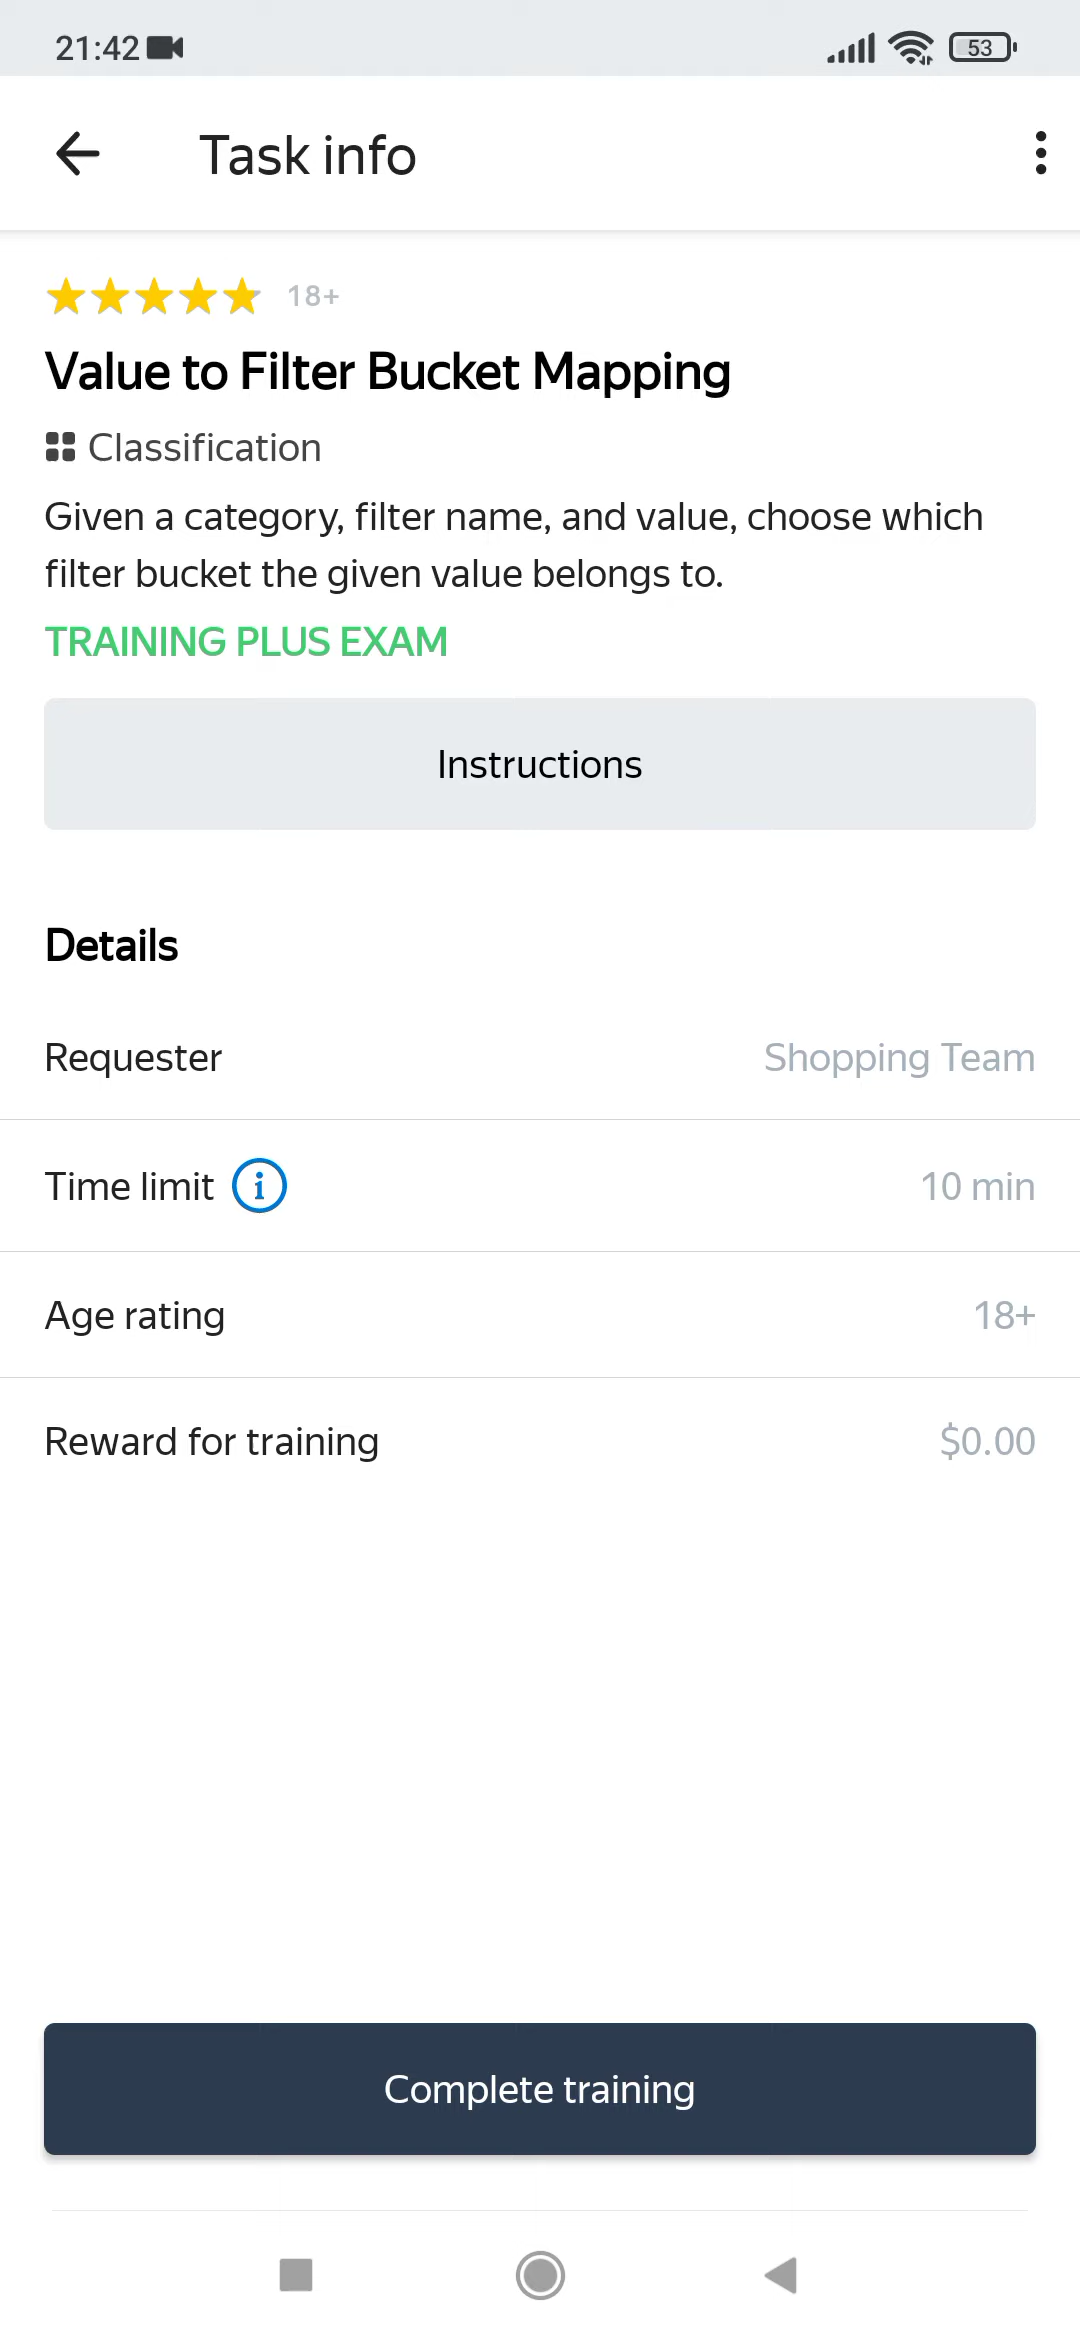 21:42
53
Task info
18+
Value to Filter Bucket Mapping
Classification
Given a category, filter name, and value, choose which
filter bucket the given value belongs to.
TRAINING PLUS EXAM
Instructions
Details
Requester Shopping Team
Time limit 10 min
Age rating 18+
Reward for training $0.00
Complete training